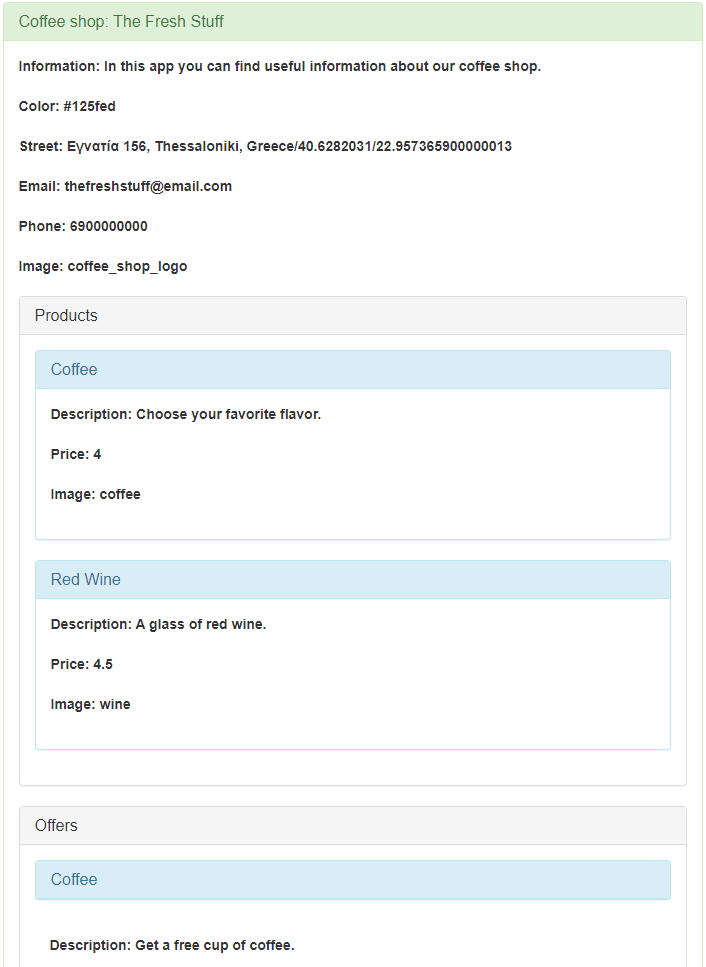 Coffee shop: The Fresh Stuff
Information: In this app you can find useful information about our coffee shop.
Color: #125fed
Street: Εγνατία 156, Thessaloniki, Greece/40.6282031/22.957365900000013
Email: thefreshstuff@email.com
Phone: 6900000000
Image: coffee_shop_logo
Products
Coffee
Description: Choose your favorite flavor.
Price: 4
Image: coffee
Red Wine
Description: A glass of red wine.
Price: 4.5
Image: wine
Offers
Coffee
Description: Get a free cup of coffee.